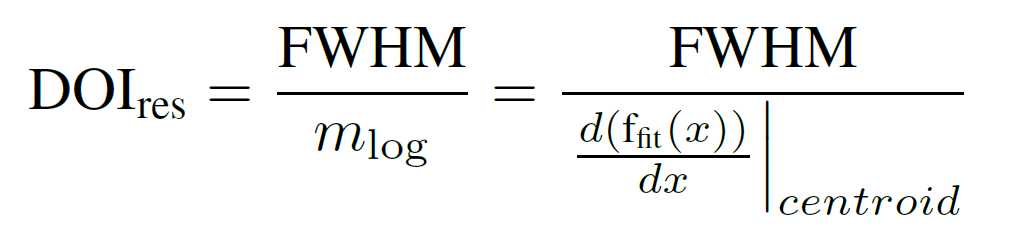 DOI_res = FWHM / m_log = FWHM / d(f_fit(x))/dx |_centroid